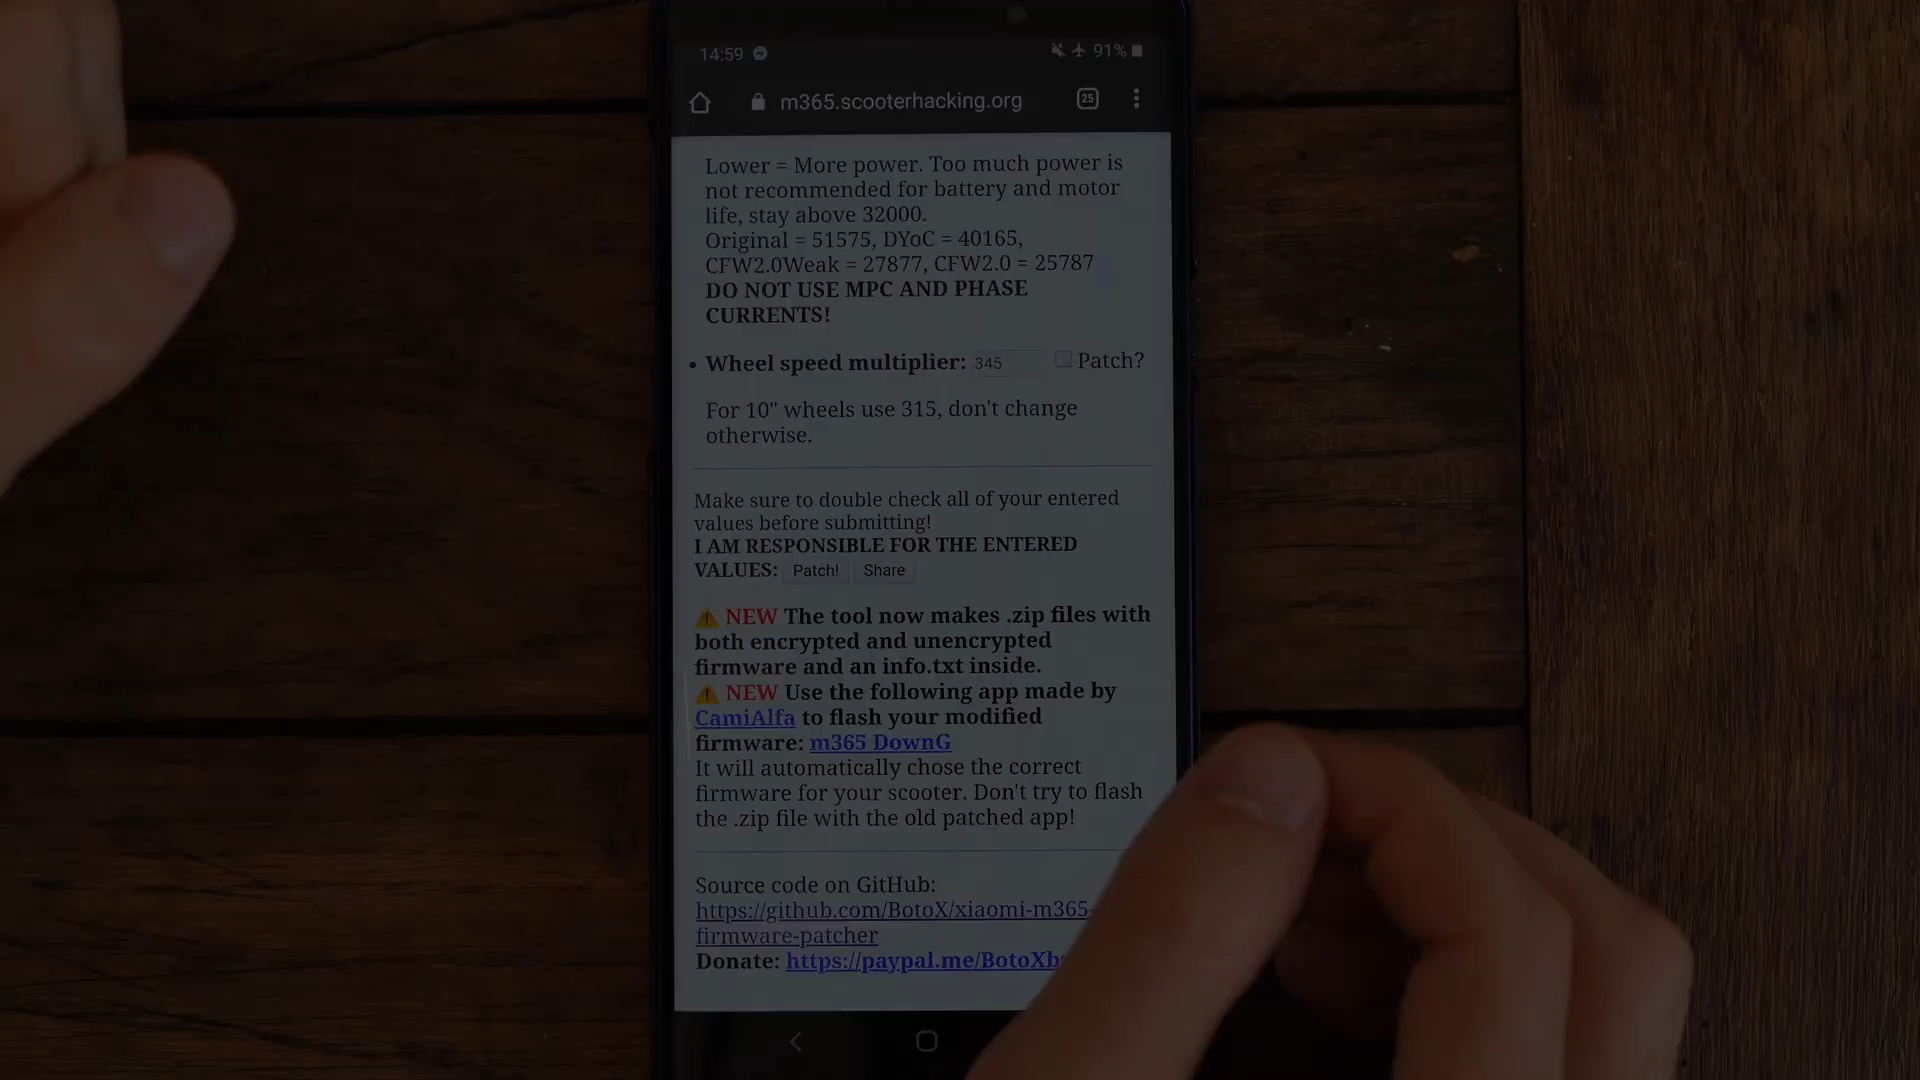 14:59 91%
m365.scooterhacking.org 25
Lower = More power. Too much power is
not recommended for battery and motor
life, stay above 32000.
Original = 51575, DYoC = 40165,
CFW2.0Weak = 27877, CFW2.0 = 25787
DO NOT USE MPC AND PHASE
CURRENTS!
• Wheel speed multiplier: 345 Patch?
For 10" wheels use 315, don't change
otherwise.
Make sure to double check all of your entered
values before submitting!
I AM RESPONSIBLE FOR THE ENTERED
VALUES: Patch! Share
⚠ NEW The tool now makes .zip files with
both encrypted and unencrypted
firmware and an info.txt inside.
⚠ NEW Use the following app made by
CamiAlfa to flash your modified
firmware: m365 DownG
It will automatically chose the correct
firmware for your scooter. Don't try to flash
the .zip file with the old patched app!
Source code on GitHub:
https://github.com/BotoX/xiaomi-m365-
firmware-patcher
Donate: https://paypal.me/BotoXb